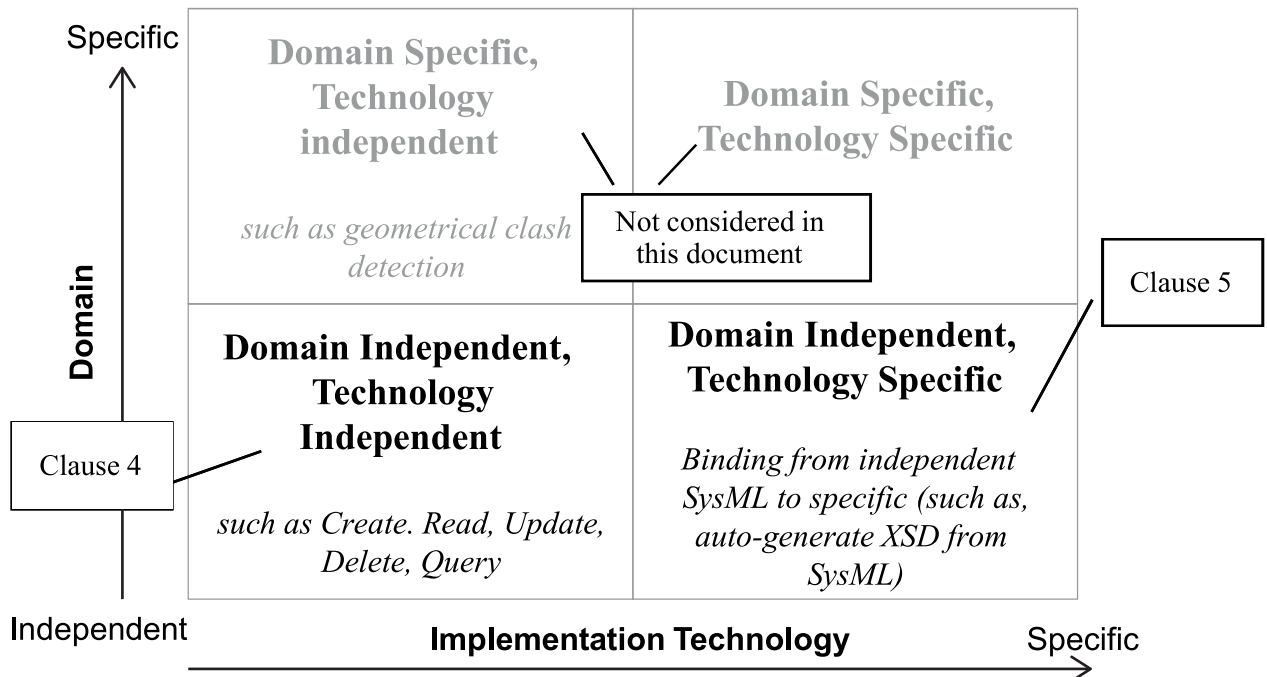 Specific
Domain Specific,
Technology
independent
such as geometrical clash
detection
Domain Specific,
Technology Specific
Not considered in
this document
Clause 5
Domain
Domain Independent,
Technology
Independent
such as Create. Read, Update,
Delete, Query
Clause 4
Domain Independent,
Technology Specific
Binding from independent
SysML to specific (such as,
auto-generate XSD from
SysML)
Independent
Implementation Technology
Specific